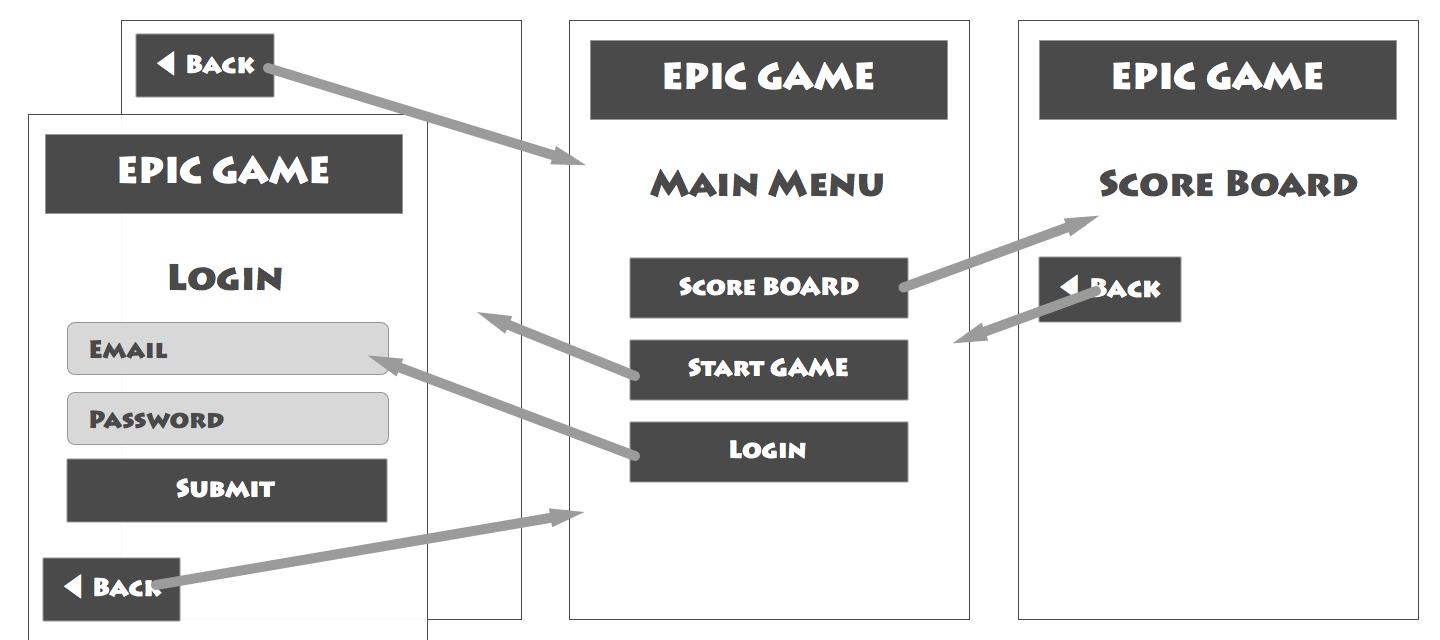 Back
EPIC GAME
Login
Email
Password
Submit
Back
EPIC GAME
Main Menu
Score BOARD
Start GAME
Login
EPIC GAME
Score Board
Back